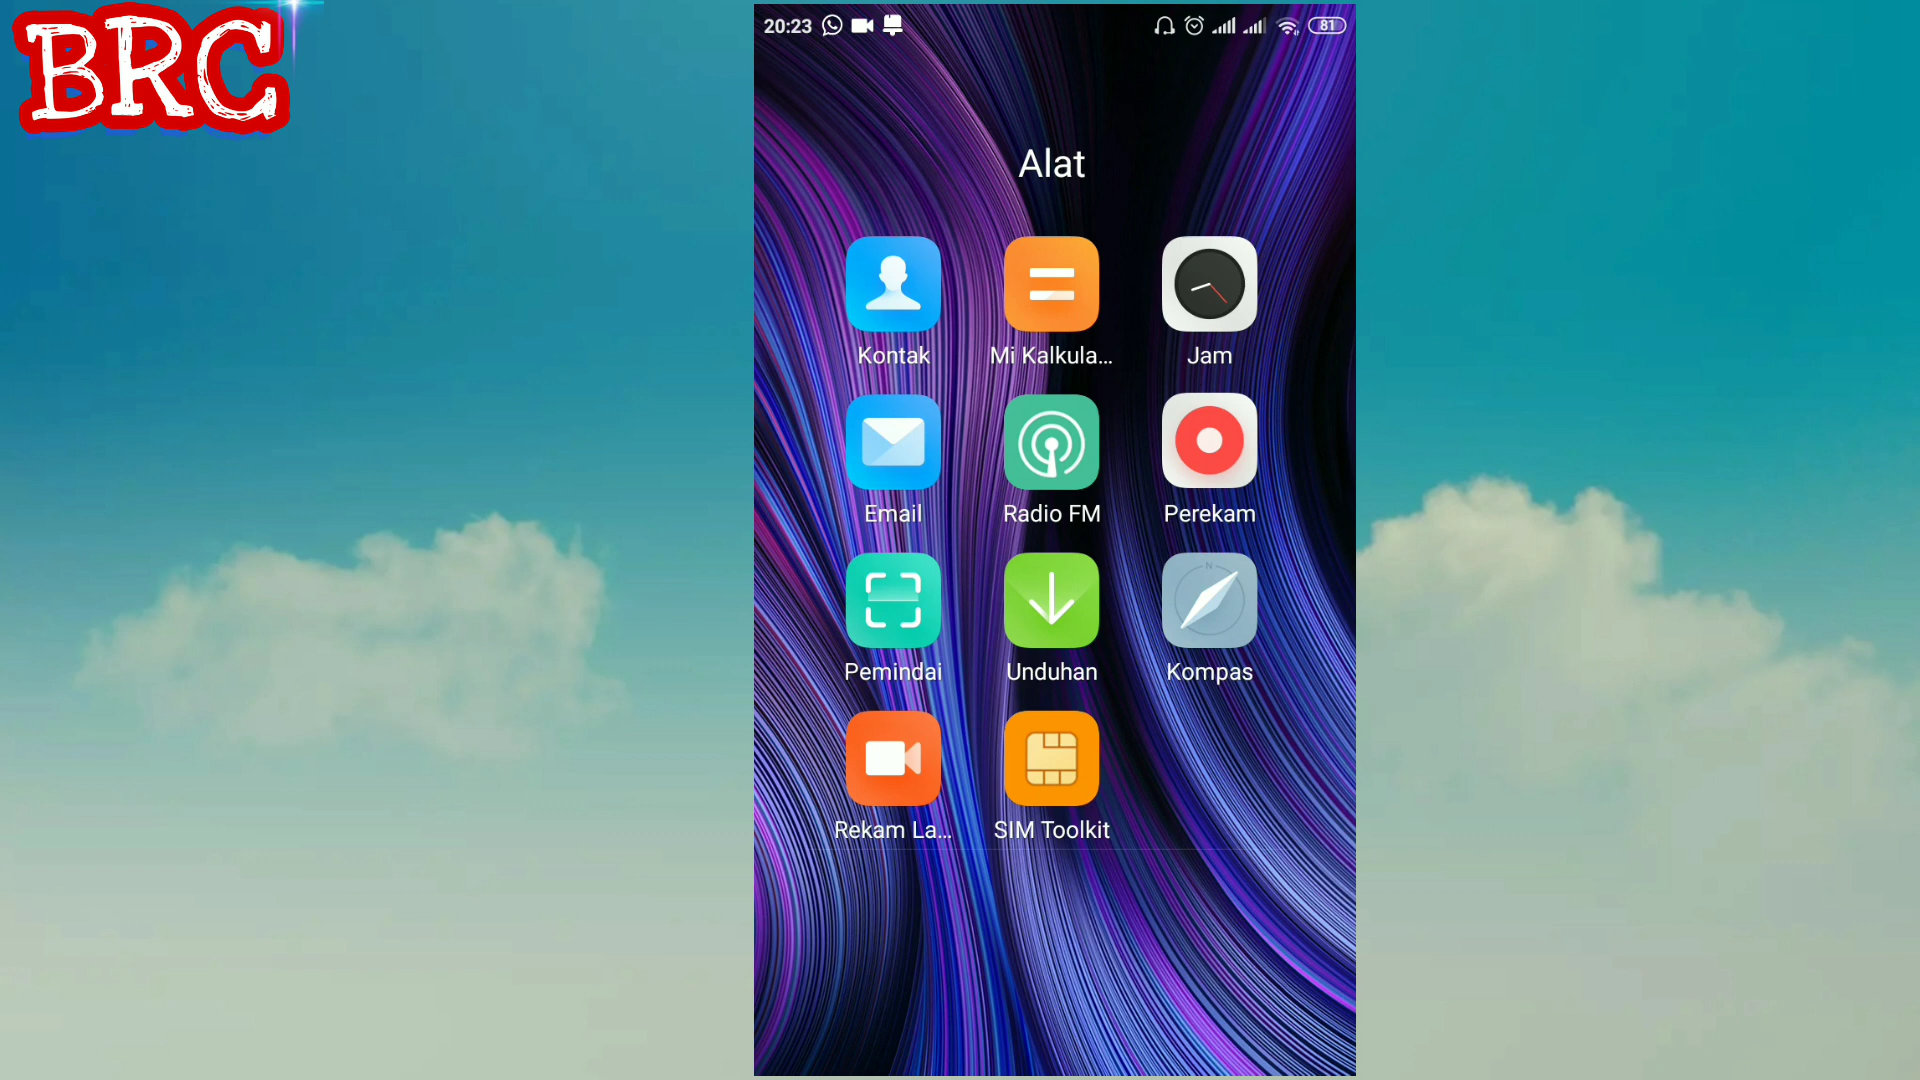 BRC
20:23
81
Alat
Kontak
Mi Kalkula...
Jam
Email
Radio FM
Perekam
N
Pemindai
Unduhan
Kompas
Rekam La...
SIM Toolkit